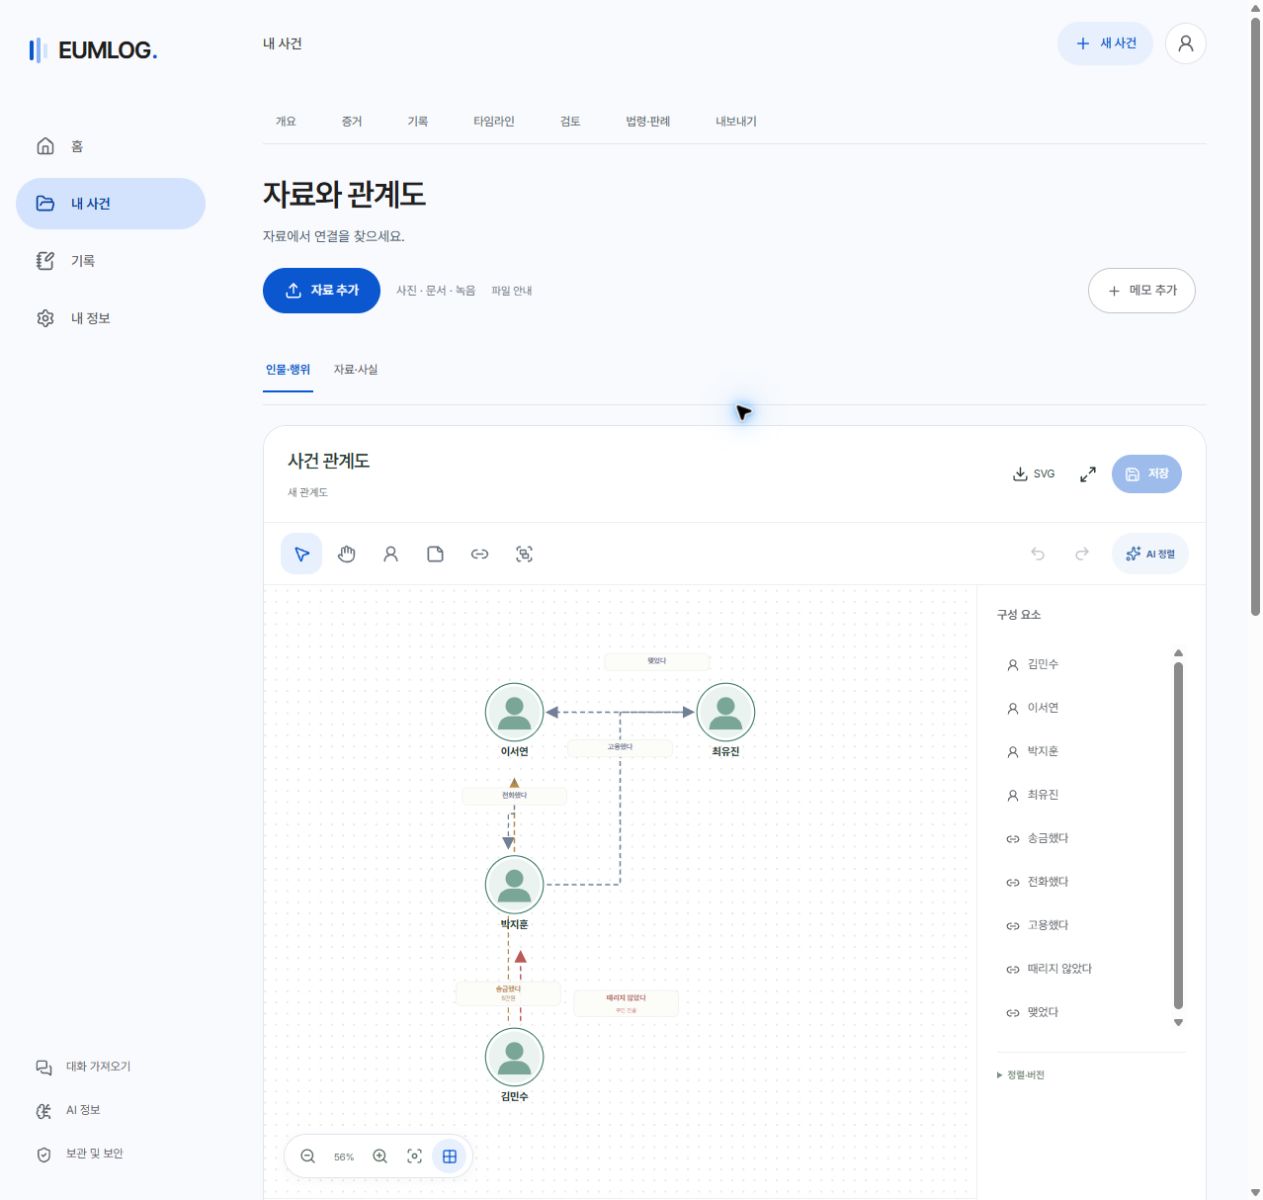 EUMLOG.
내 사건
새 사건
홈
내 사건
기록
내 정보
개요 증거 기록 타임라인 검토 법령·판례 내보내기
자료와 관계도
자료에서 연결을 찾으세요.
자료 추가
사진 · 문서 · 녹음
파일 안내
메모 추가
인물·행위 자료·사실
사건 관계도
새 관계도
SVG
저장
AI 정렬
맺었다
이서연
최유진
고용했다
전화했다
박지훈
송금했다
때리지 않았다
김민수
56%
구성 요소
김민수
이서연
박지훈
최유진
송금했다
전화했다
고용했다
때리지 않았다
맺었다
정렬·버전
대화 가져오기
AI 정보
보관 및 보안